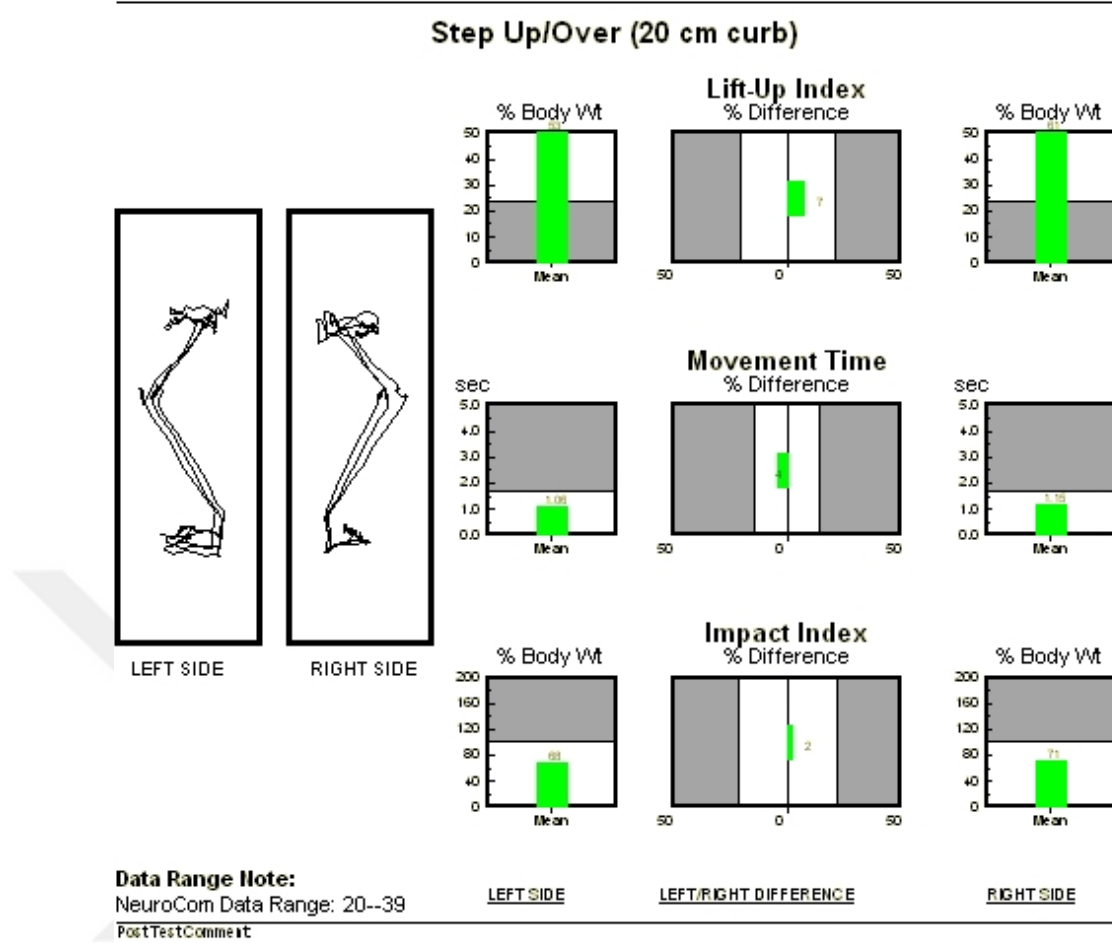 Step Up/Over (20 cm curb)
Lift-Up Index
% Body Wt
% Difference
% Body Wt
50
40
30
20
10
0
53
Mean
7
50
0
50
50
40
30
20
10
0
61
Mean
Movement Time
sec
% Difference
sec
5.0
4.0
3.0
2.0
1.0
0.0
1.06
Mean
4
50
0
50
5.0
4.0
3.0
2.0
1.0
0.0
1.15
Mean
Impact Index
% Body Wt
% Difference
% Body Wt
200
160
120
80
40
0
68
Mean
2
50
0
50
200
160
120
80
40
0
71
Mean
LEFT SIDE
RIGHT SIDE
Data Range Note:
NeuroCom Data Range: 20--39
LEFT SIDE
LEFT/RIGHT DIFFERENCE
RIGHT SIDE
PostTestComment